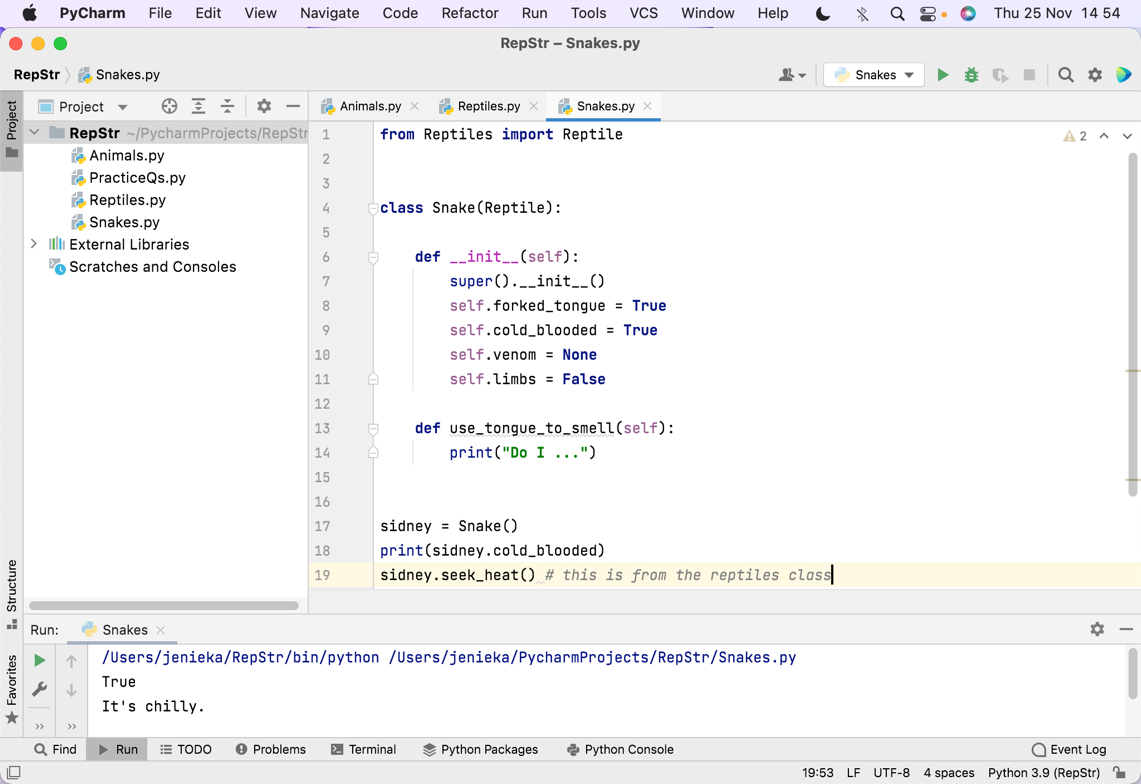 PyCharm File Edit View Navigate Code Refactor Run Tools VCS Window Help Thu 25 Nov 14 54
RepStr – Snakes.py
RepStr Snakes.py Snakes
Project Project Animals.py Reptiles.py Snakes.py
RepStr ~/PycharmProjects/RepStr
Animals.py
PracticeQs.py
Reptiles.py
Snakes.py
External Libraries
Scratches and Consoles
2
1 from Reptiles import Reptile
2
3
4 class Snake(Reptile):
5
6 def __init__(self):
7 super().__init__()
8 self.forked_tongue = True
9 self.cold_blooded = True
10 self.venom = None
11 self.limbs = False
12
13 def use_tongue_to_smell(self):
14 print("Do I ...")
15
16
17 sidney = Snake()
18 print(sidney.cold_blooded)
19 sidney.seek_heat() # this is from the reptiles class
Structure
Favorites
Run: Snakes
/Users/jenieka/RepStr/bin/python /Users/jenieka/PycharmProjects/RepStr/Snakes.py
True
It's chilly.
Find Run TODO Problems Terminal Python Packages Python Console Event Log
19:53 LF UTF-8 4 spaces Python 3.9 (RepStr)